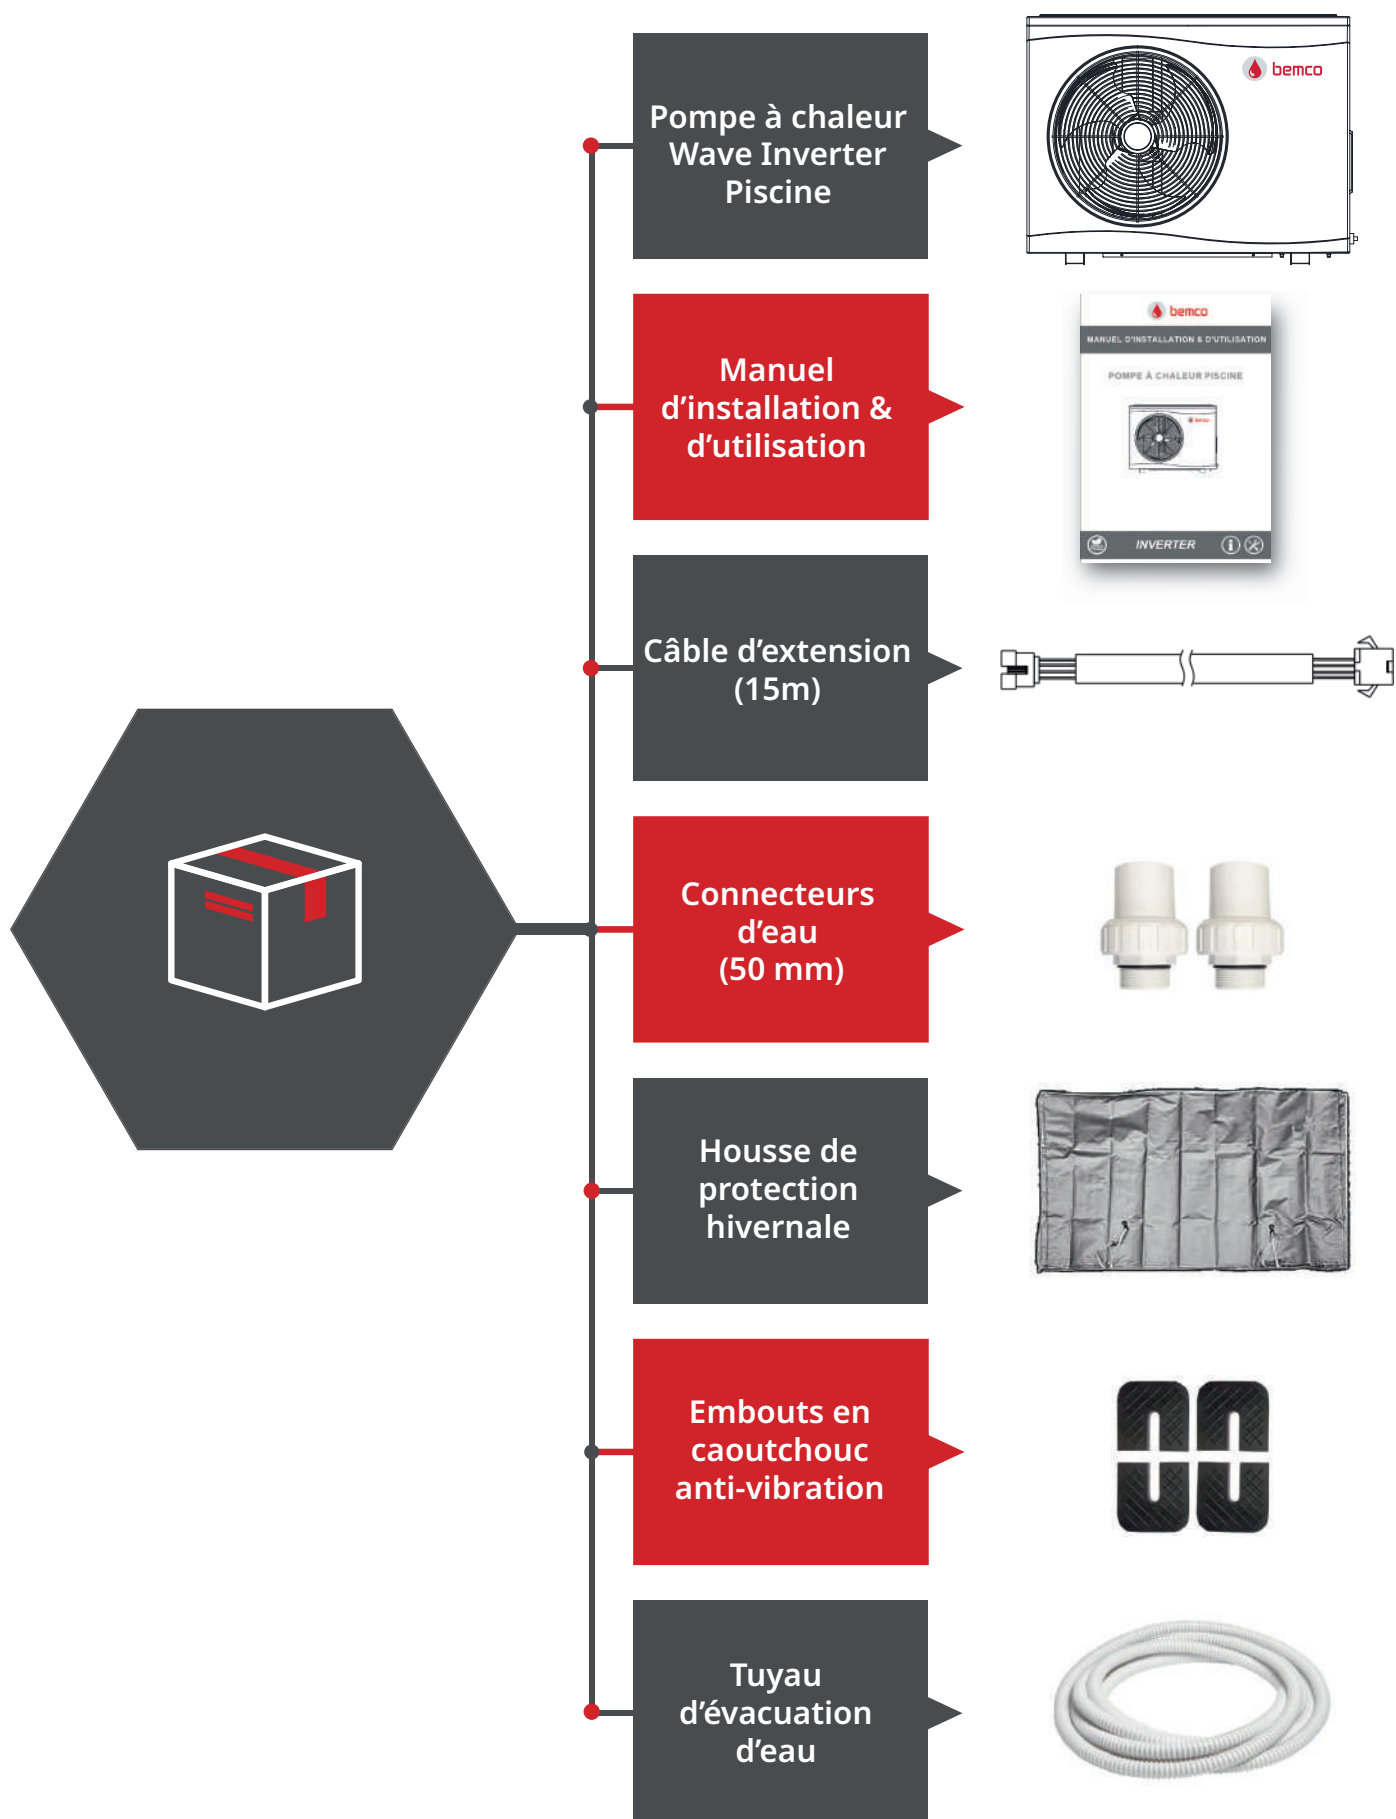 Pompe à chaleur
Wave Inverter
Piscine
bemco
Manuel
d’installation &
d’utilisation
bemco
MANUEL D'INSTALLATION & D'UTILISATION
POMPE À CHALEUR PISCINE
bemco
INVERTER
Câble d’extension
(15m)
Connecteurs
d’eau
(50 mm)
Housse de
protection
hivernale
Embouts en
caoutchouc
anti-vibration
Tuyau
d’évacuation
d’eau